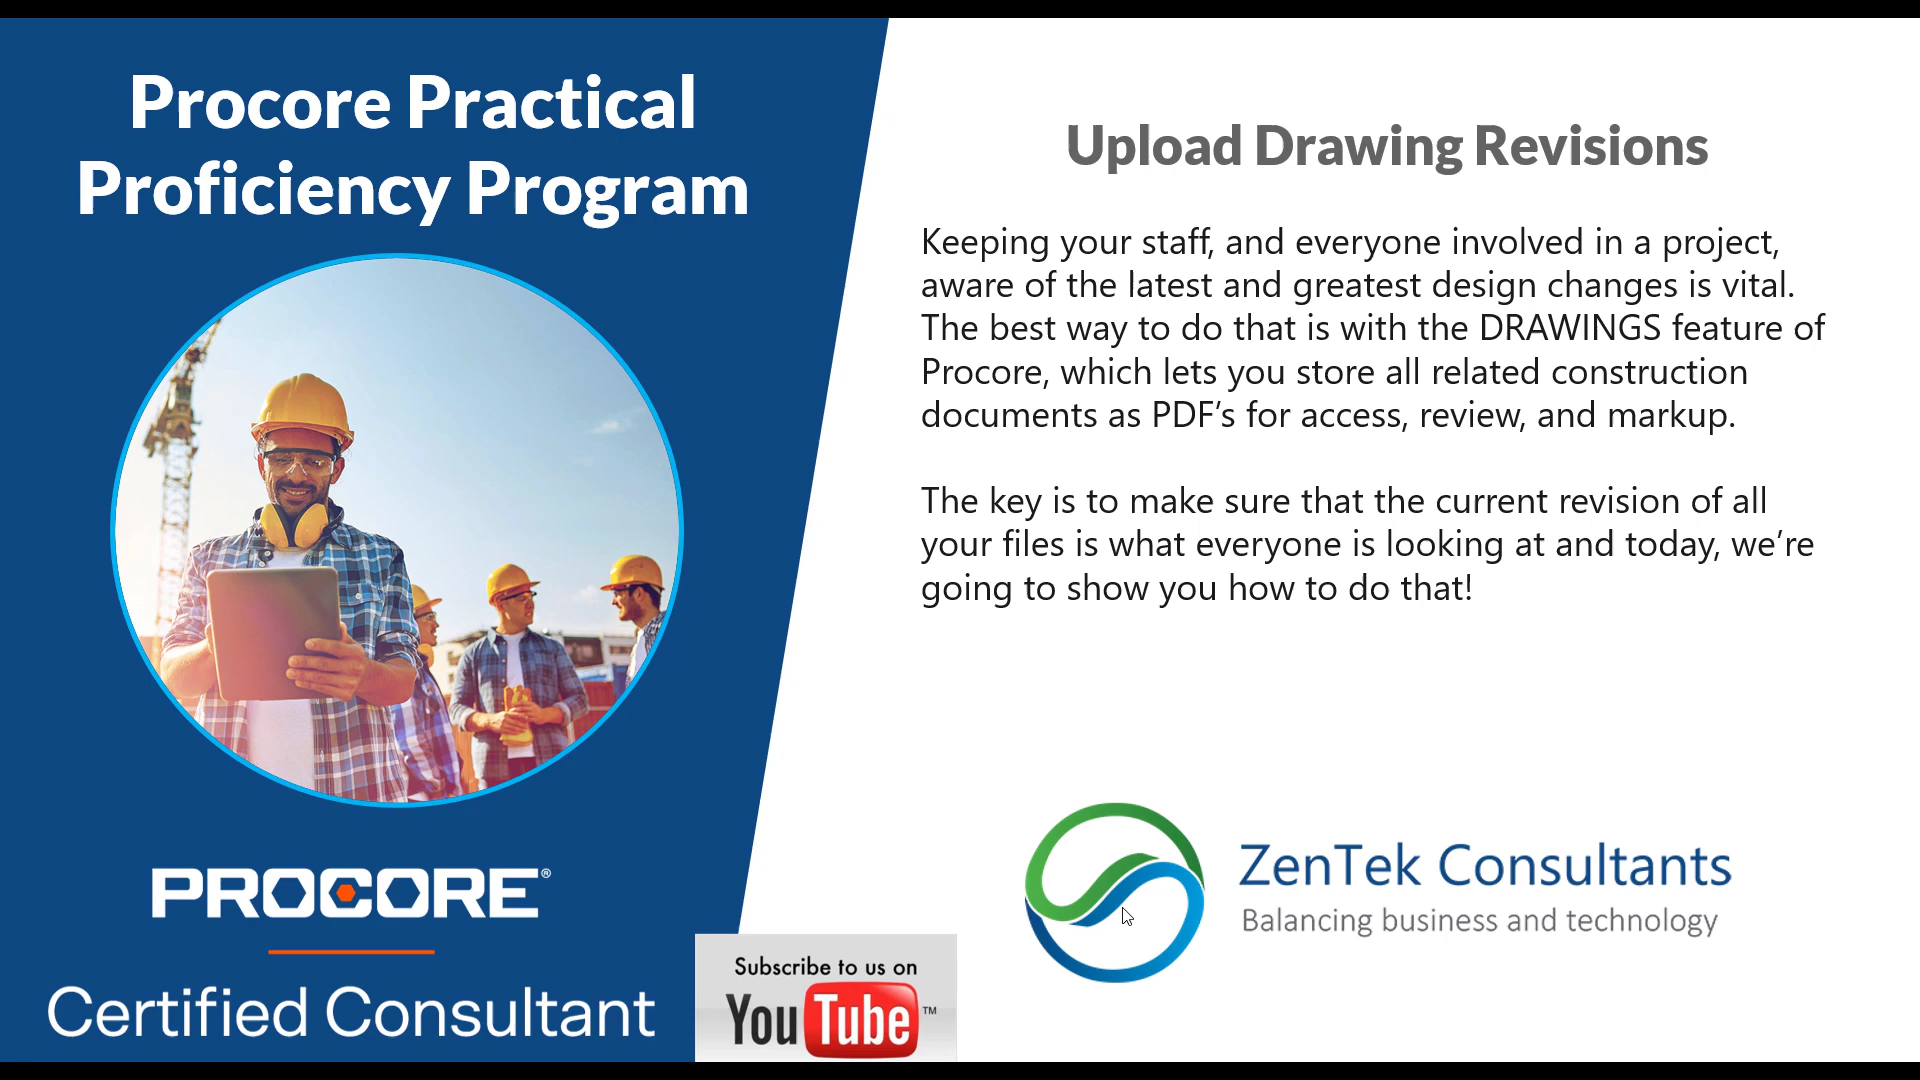 Procore Practical
Proficiency Program
PROCORE®
Certified Consultant
Upload Drawing Revisions
Keeping your staff, and everyone involved in a project,
aware of the latest and greatest design changes is vital.
The best way to do that is with the DRAWINGS feature of
Procore, which lets you store all related construction
documents as PDF’s for access, review, and markup.
The key is to make sure that the current revision of all
your files is what everyone is looking at and today, we’re
going to show you how to do that!
ZenTek Consultants
Balancing business and technology
Subscribe to us on
YouTube™